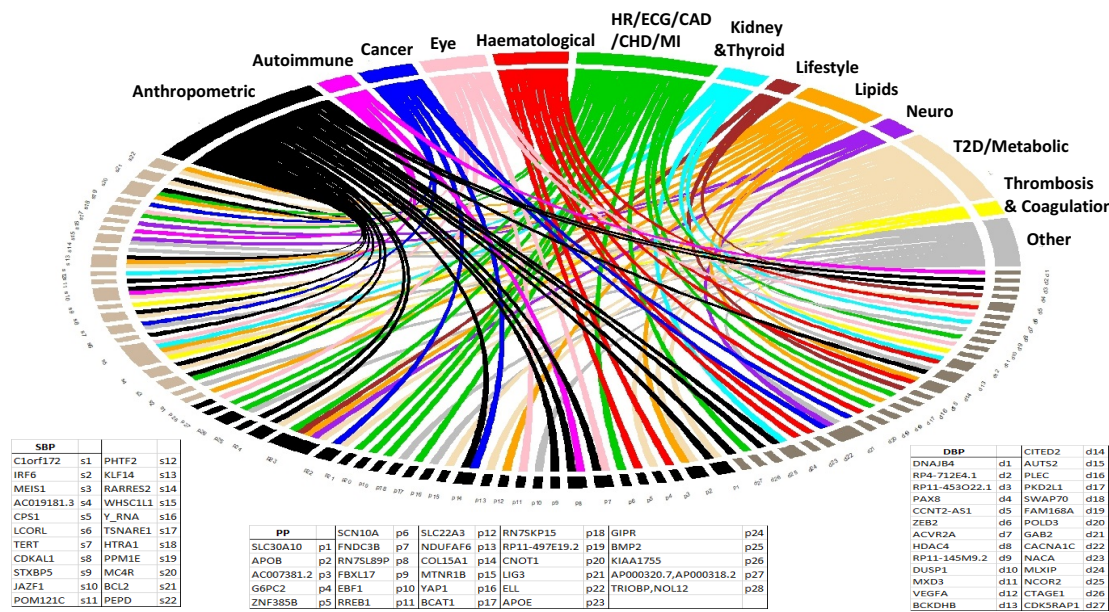 HR/ECG/CAD
/CHD/MI
Kidney
&Thyroid
Haematological
Eye
Cancer
Autoimmune
Anthropometric
Lifestyle
Lipids
Neuro
T2D/Metabolic
Thrombosis
& Coagulation
Other
SBP
C1orf172 s1 PHTF2 s12
IRF6 s2 KLF14 s13
MEIS1 s3 RARRES2 s14
AC019181.3 s4 WHSC1L1 s15
CPS1 s5 Y_RNA s16
LCORL s6 TSNARE1 s17
TERT s7 HTRA1 s18
CDKAL1 s8 PPM1E s19
STXBP5 s9 MC4R s20
JAZF1 s10 BCL2 s21
POM121C s11 PEPD s22
PP SCN10A p6 SLC22A3 p12 RN7SKP15 p18 GIPR p24
SLC30A10 p1 FNDC3B p7 NDUFAF6 p13 RP11-497E19.2 p19 BMP2 p25
APOB p2 RN7SL89P p8 COL15A1 p14 CNOT1 p20 KIAA1755 p26
AC007381.2 p3 FBXL17 p9 MTNR1B p15 LIG3 p21 AP000320.7,AP000318.2 p27
G6PC2 p4 EBF1 p10 YAP1 p16 ELL p22 TRIOBP,NOL12 p28
ZNF385B p5 RREB1 p11 BCAT1 p17 APOE p23
DBP CITED2 d14
DNAJB4 d1 AUTS2 d15
RP4-712E4.1 d2 PLEC d16
RP11-453O22.1 d3 PKD2L1 d17
PAX8 d4 SWAP70 d18
CCNT2-AS1 d5 FAM168A d19
ZEB2 d6 POLD3 d20
ACVR2A d7 GAB2 d21
HDAC4 d8 CACNA1C d22
RP11-145M9.2 d9 NACA d23
DUSP1 d10 MLXIP d24
MXD3 d11 NCOR2 d25
VEGFA d12 CTAGE1 d26
BCKDHB d13 CDK5RAP1 d27